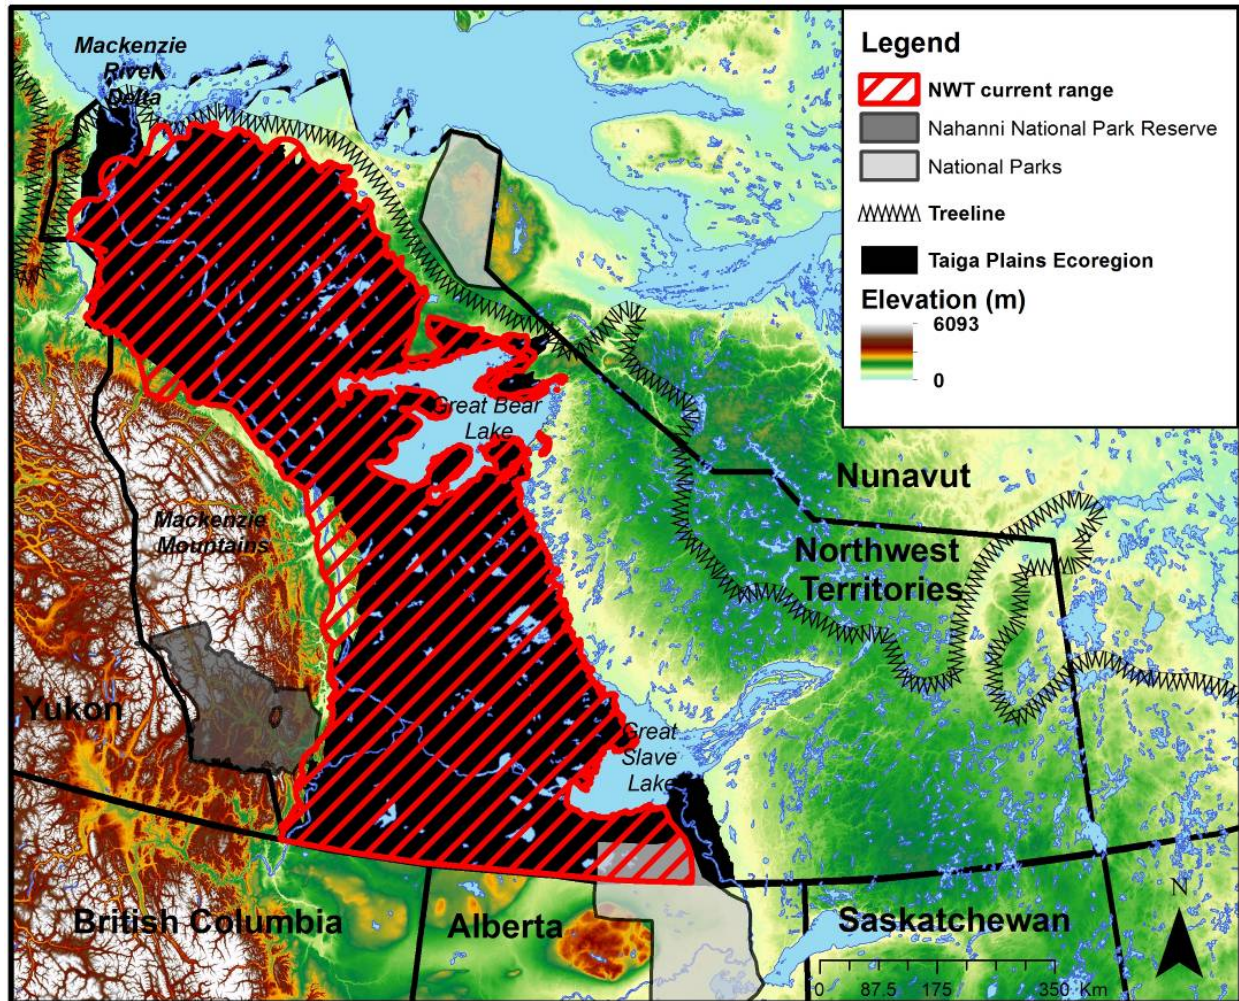 Mackenzie
River
Delta
Legend
NWT current range
Nahanni National Park Reserve
National Parks
Treeline
Taiga Plains Ecoregion
Elevation (m)
6093
0
Great Bear
Lake
Nunavut
Mackenzie
Mountains
Northwest
Territories
Yukon
Great
Slave
Lake
British Columbia
Alberta
Saskatchewan
N
0 87.5 175 350 Km